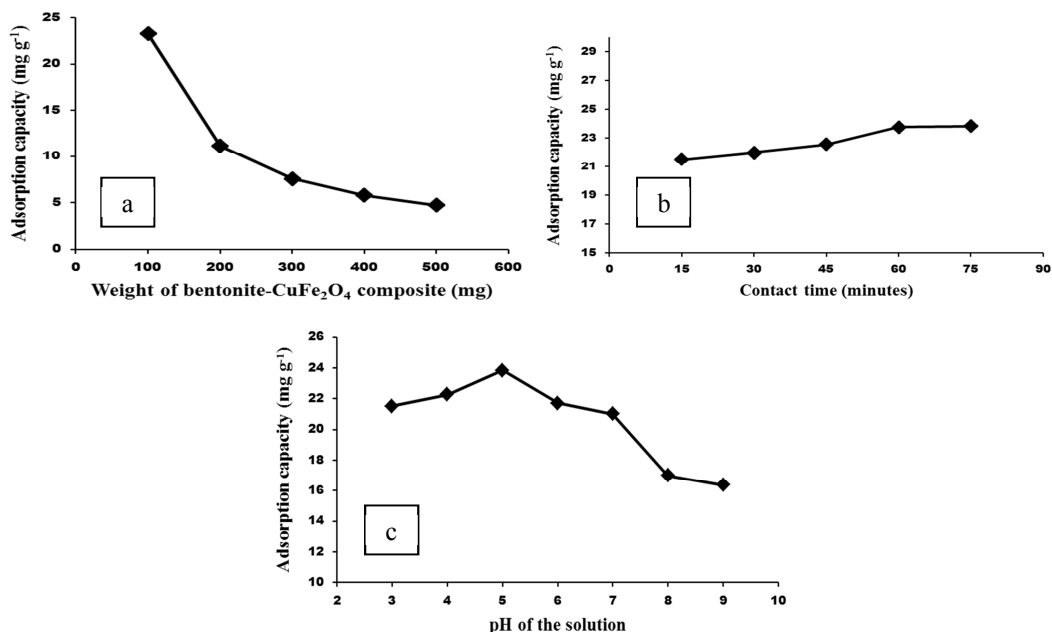 Adsorption capacity (mg g-1)
25
20
15
10
5
0
a
0 100 200 300 400 500 600
Weight of bentonite-CuFe2O4 composite (mg)
Adsorption capacity (mg g-1)
29
27
25
23
21
19
17
15
b
0 15 30 45 60 75 90
Contact time (minutes)
Adsorption capacity (mg g-1)
26
24
22
20
18
16
14
12
10
c
2 3 4 5 6 7 8 9 10
pH of the solution